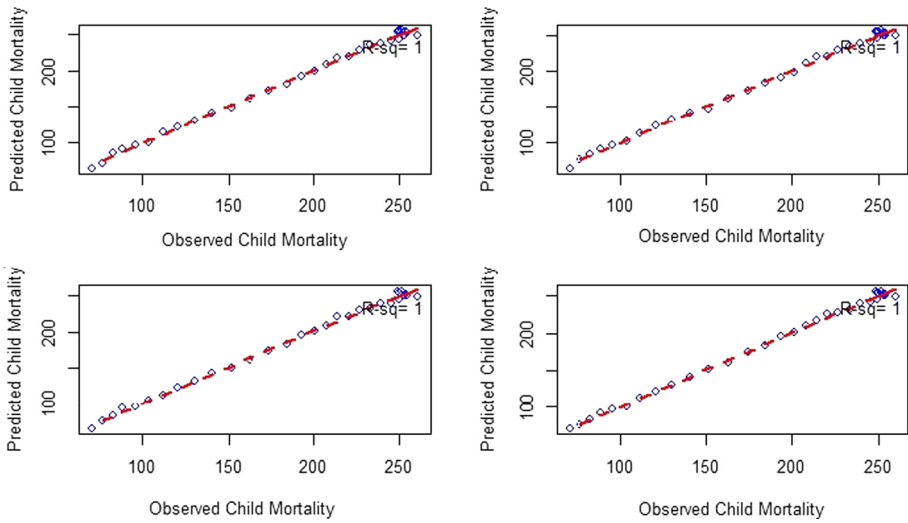 Predicted Child Mortality
200
100
R-sq= 1
100 150 200 250
Observed Child Mortality
Predicted Child Mortality
200
100
R-sq= 1
100 150 200 250
Observed Child Mortality
Predicted Child Mortality
200
100
R-sq= 1
100 150 200 250
Observed Child Mortality
Predicted Child Mortality
200
100
R-sq= 1
100 150 200 250
Observed Child Mortality